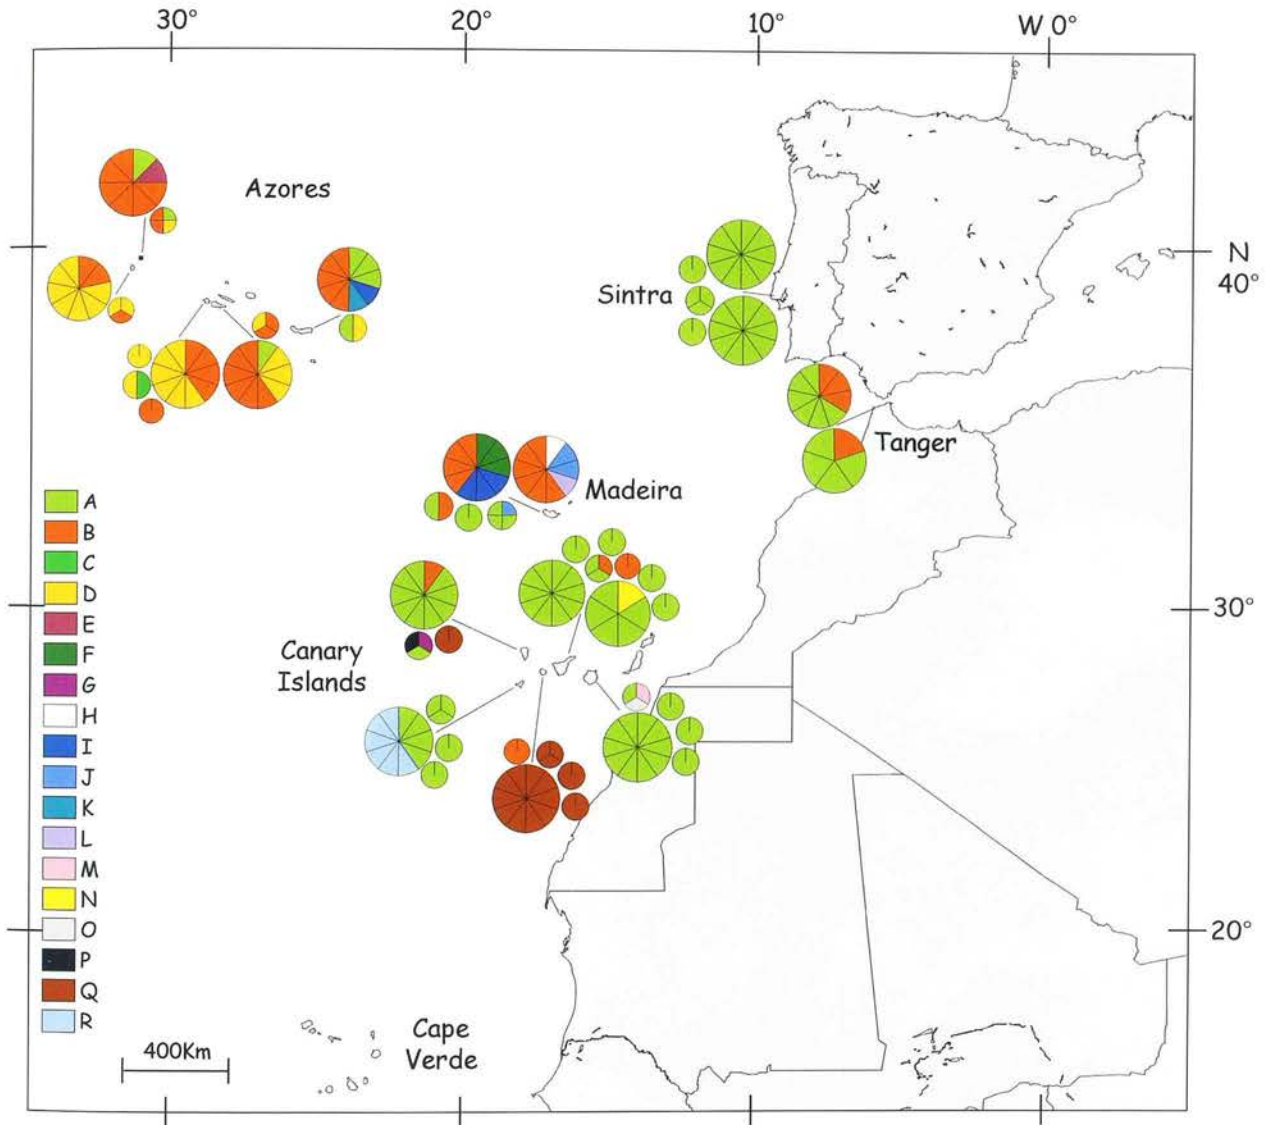 30°
20°
10°
W 0°
Azores
N
40°
Sintra
Tanger
Madeira
A
B
C
D
E
F
G
H
I
J
K
L
M
N
O
P
Q
R
30°
Canary
Islands
20°
Cape
Verde
400Km